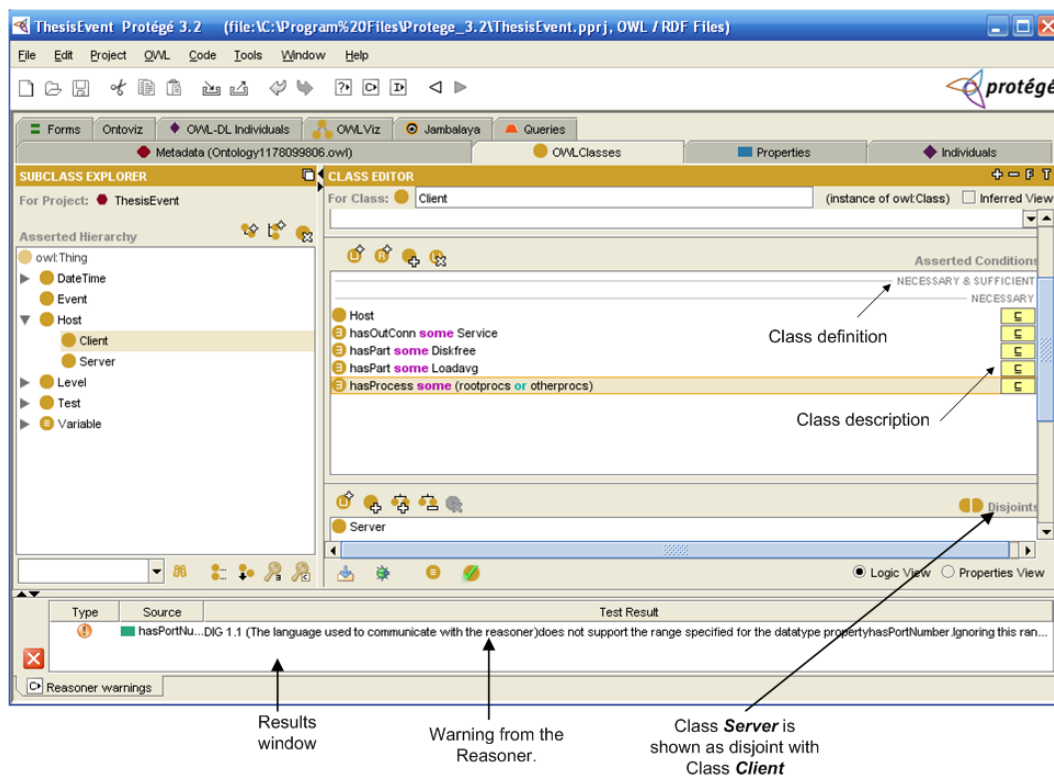 ThesisEvent Protégé 3.2 (file:\C:\Program%20Files\Protege_3.2\ThesisEvent.pprj, OWL / RDF Files)
File Edit Project OWL Code Tools Window Help
protégé
Forms Ontoviz OWL-DL Individuals OWLViz Jambalaya Queries
Metadata (Ontology1178099806.owl) OWLClasses Properties Individuals
SUBCLASS EXPLORER
For Project: ThesisEvent
Asserted Hierarchy
owl:Thing
DateTime
Event
Host
Client
Server
Level
Test
Variable
CLASS EDITOR
F T
For Class: Client (instance of owl:Class) Inferred View
Asserted Conditions
NECESSARY & SUFFICIENT
NECESSARY
Host
hasOutConn some Service
hasPart some Diskfree
hasPart some Loadavg
hasProcess some (rootprocs or otherprocs)
Class definition
Class description
Disjoints
Server
Logic View Properties View
Type Source Test Result
hasPortNu...DIG 1.1 (The language used to communicate with the reasoner)does not support the range specified for the datatype propertyhasPortNumber.Ignoring this ran...
Reasoner warnings
Results
window
Warning from the
Reasoner.
Class Server is
shown as disjoint with
Class Client